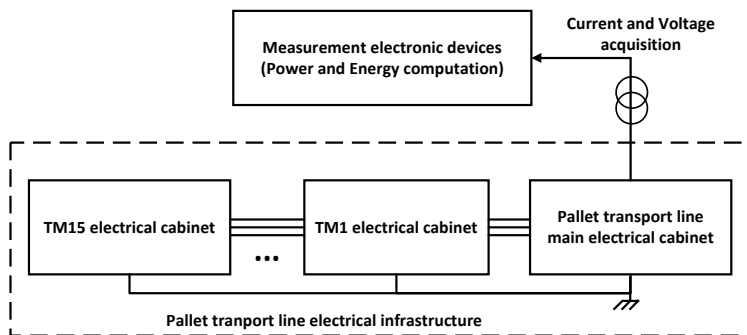 Current and Voltage
acquisition
Measurement electronic devices
(Power and Energy computation)
TM15 electrical cabinet
...
TM1 electrical cabinet
Pallet transport line
main electrical cabinet
Pallet tranport line electrical infrastructure